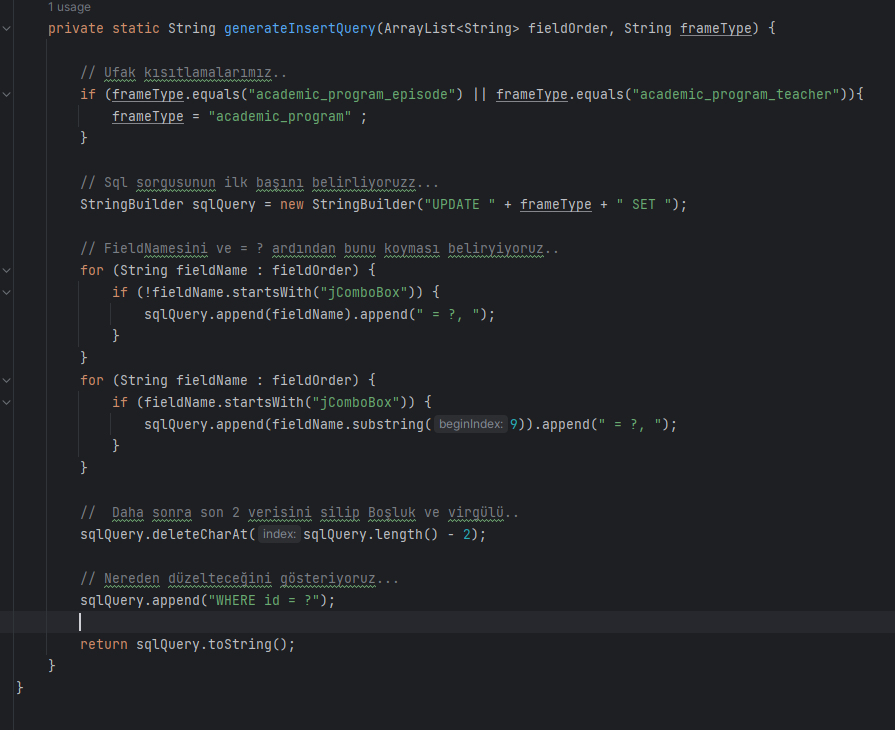 1 usage
private static String generateInsertQuery(ArrayList<String> fieldOrder, String frameType) {
// Ufak kısıtlamalarımız..
if (frameType.equals("academic_program_episode") || frameType.equals("academic_program_teacher")){
frameType = "academic_program" ;
}
// Sql sorgusunun ilk başını belirliyoruzz...
StringBuilder sqlQuery = new StringBuilder("UPDATE " + frameType + " SET ");
// FieldNamesini ve = ? ardından bunu koyması beliryiyoruz..
for (String fieldName : fieldOrder) {
if (!fieldName.startsWith("jComboBox")) {
sqlQuery.append(fieldName).append(" = ?, ");
}
}
for (String fieldName : fieldOrder) {
if (fieldName.startsWith("jComboBox")) {
sqlQuery.append(fieldName.substring( beginIndex: 9)).append(" = ?, ");
}
}
//  Daha sonra son 2 verisini silip Boşluk ve virgülü..
sqlQuery.deleteCharAt( index: sqlQuery.length() - 2);
// Nereden düzelteceğini gösteriyoruz...
sqlQuery.append("WHERE id = ?");
return sqlQuery.toString();
}
}